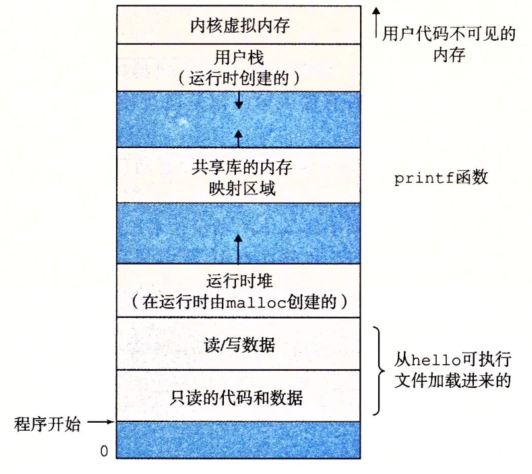 内核虚拟内存
用户代码不可见的
内存
用户栈
（运行时创建的）
共享库的内存
映射区域
printf函数
运行时堆
（在运行时由malloc创建的）
读/写数据
从hello可执行
文件加载进来的
只读的代码和数据
程序开始
0